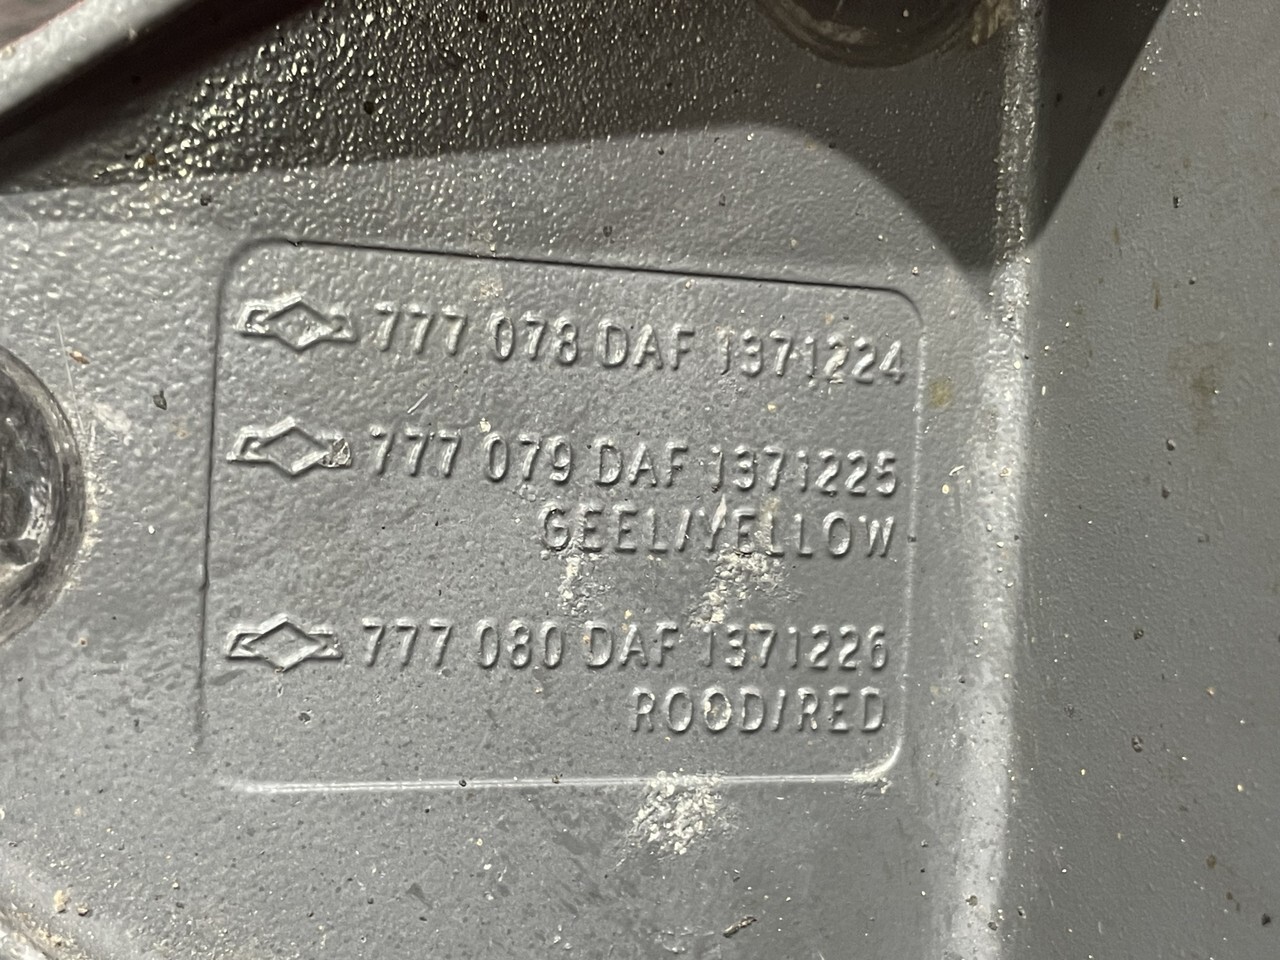 777 078 DAF 1371224
777 079 DAF 1371225
GEEL/YELLOW
777 080 DAF 1371226
ROOD/RED